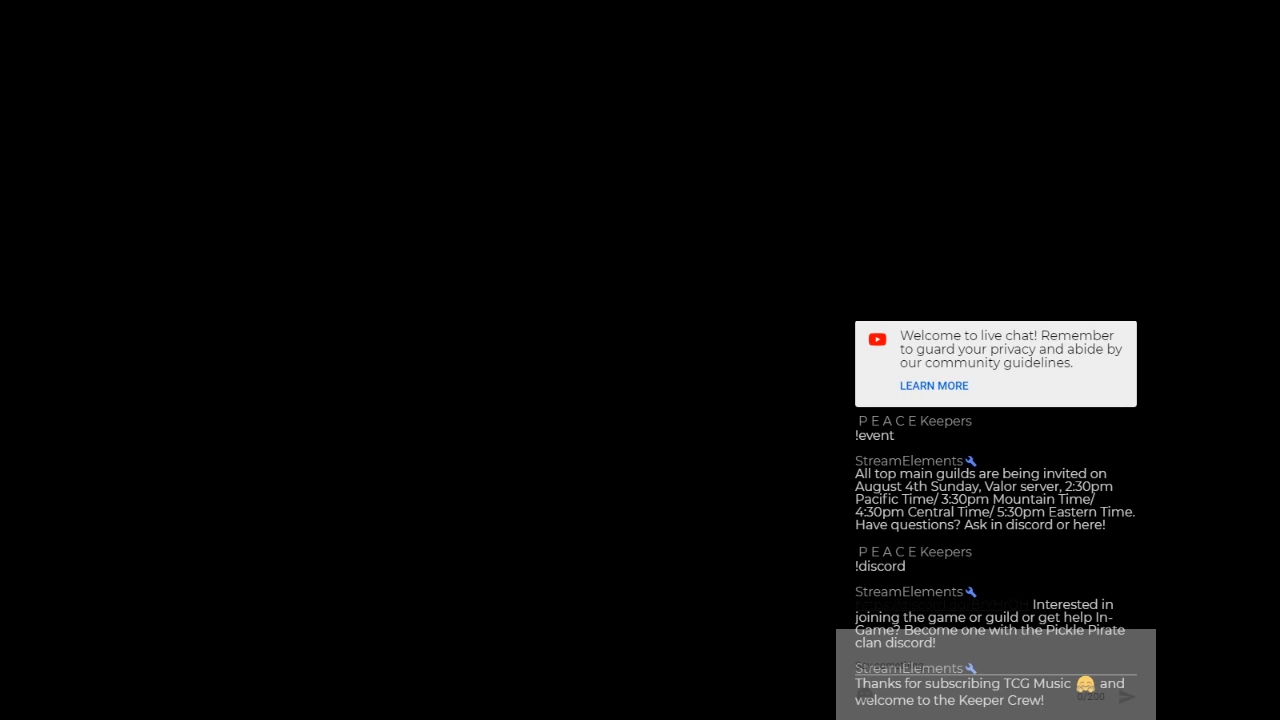 Welcome to live chat! Remember
to guard your privacy and abide by
our community guidelines.
LEARN MORE
P E A C E Keepers
!event
StreamElements
All top main guilds are being invited on
August 4th Sunday, Valor server, 2:30pm
Pacific Time/ 3:30pm Mountain Time/
4:30pm Central Time/ 5:30pm Eastern Time.
Have questions? Ask in discord or here!
P E A C E Keepers
!discord
StreamElements
Interested in
joining the game or guild or get help In-
Game? Become one with the Pickle Pirate
clan discord!
StreamElements
Thanks for subscribing TCG Music 🤗 and
0/200
welcome to the Keeper Crew!